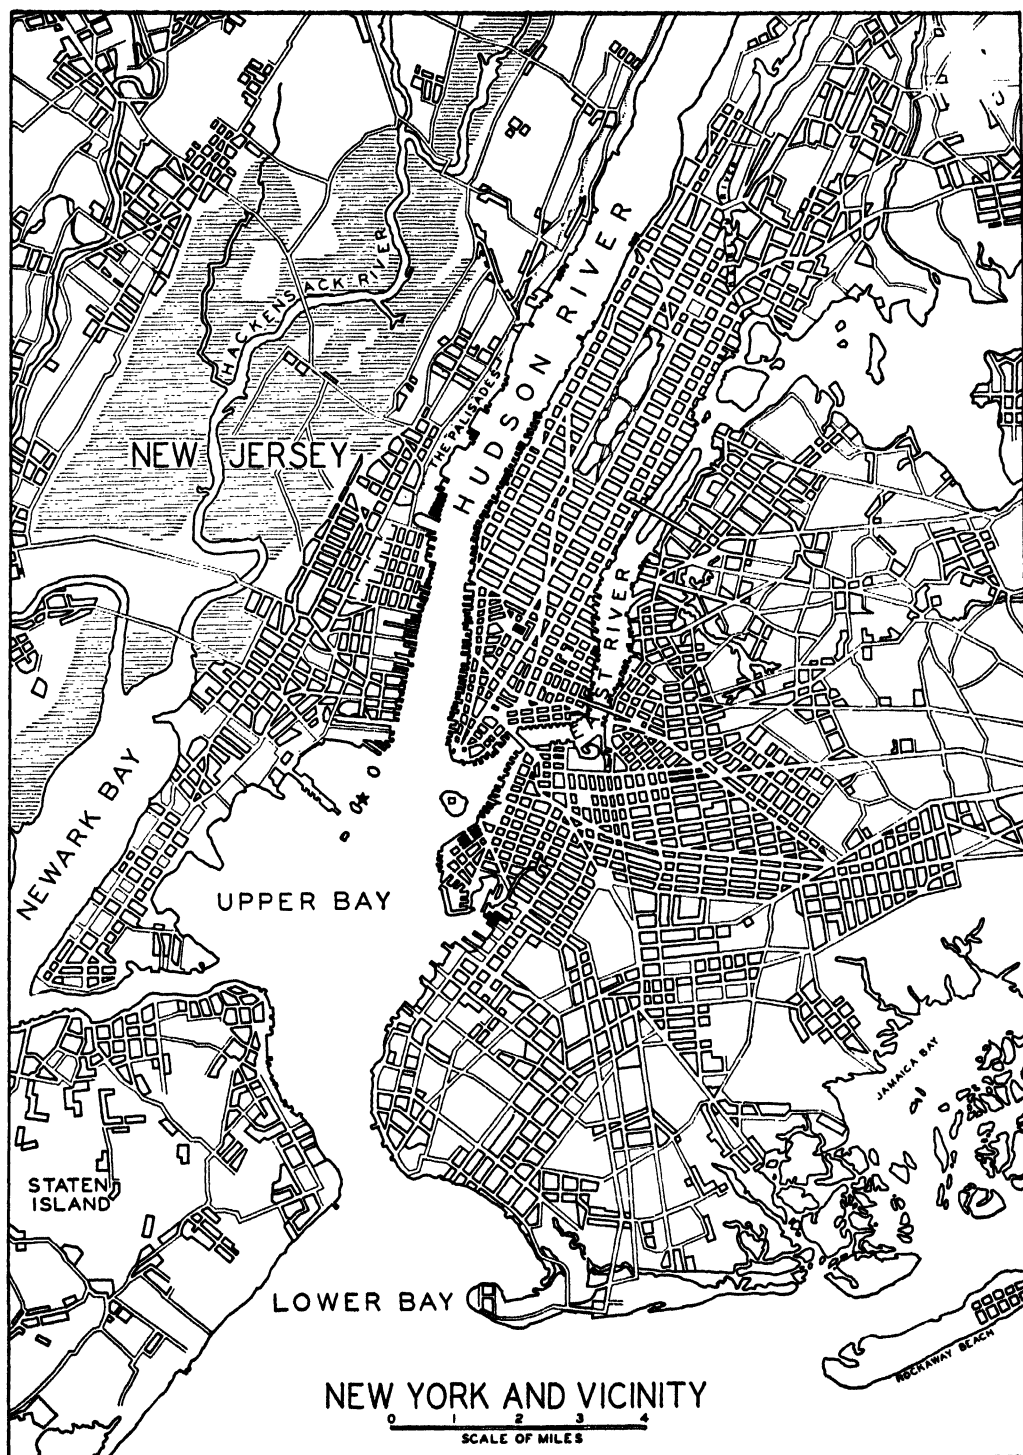 HACKENSACK RIVER
HUDSON RIVER
THE PALISADES
NEW JERSEY
EAST RIVER
NEWARK BAY
UPPER BAY
JAMAICA BAY
STATEN
ISLAND
LOWER BAY
ROCKAWAY BEACH
NEW YORK AND VICINITY
0 1 2 3 4
SCALE OF MILES